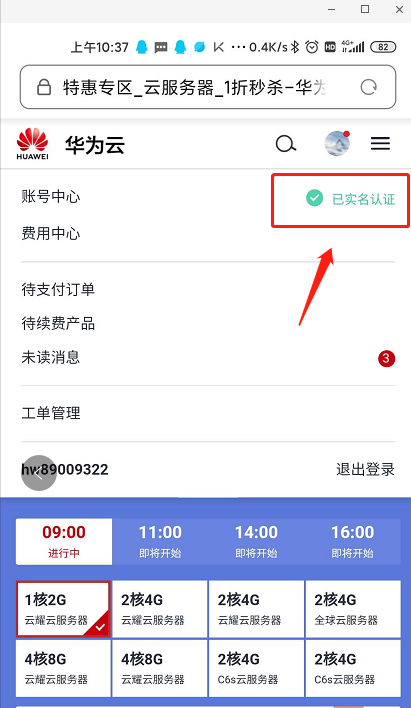 上午10:37 0.4K/s 4G+ 82
特惠专区_云服务器_1折秒杀-华为
HUAWEI 华为云
账号中心 已实名认证
费用中心
待支付订单
待续费产品
未读消息 3
工单管理
hw89009322 退出登录
09:00 11:00 14:00 16:00
进行中 即将开始 即将开始 即将开始
1核2G 2核4G 2核4G 2核4G
云耀云服务器 云耀云服务器 云耀云服务器 全球云服务器
4核8G 4核8G 2核4G 2核4G
云耀云服务器 云耀云服务器 C6s云服务器 C6s云服务器